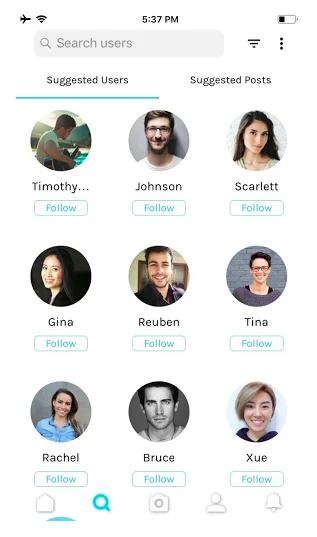 5:37 PM
Search users
Suggested Users Suggested Posts
Timothy... Johnson Scarlett
Follow Follow Follow
Gina Reuben Tina
Follow Follow Follow
Rachel Bruce Xue
Follow Follow Follow